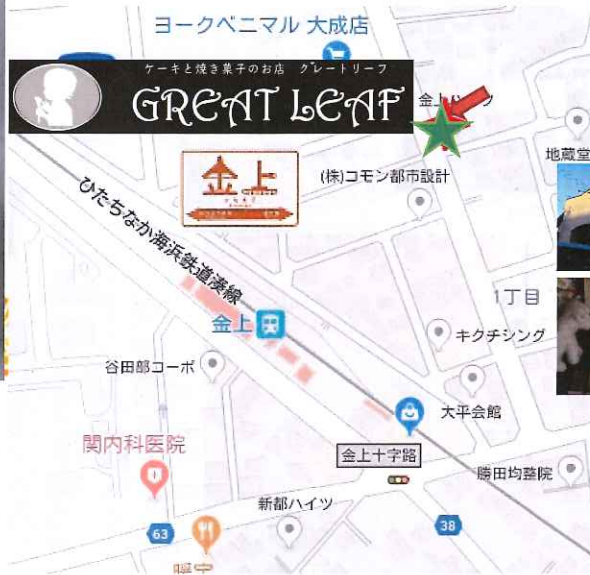 ヨークベニマル 大成店
ケーキと焼き菓子のお店 グレートリーフ
GREAT LEAF
金上
地蔵堂
(株)コモン都市設計
ひたちなか海浜鉄道湊線
1丁目
金上
キクチシング
谷田部コーポ
大平会館
関内科医院
金上十字路
勝田均整院
新都ハイツ
63
38